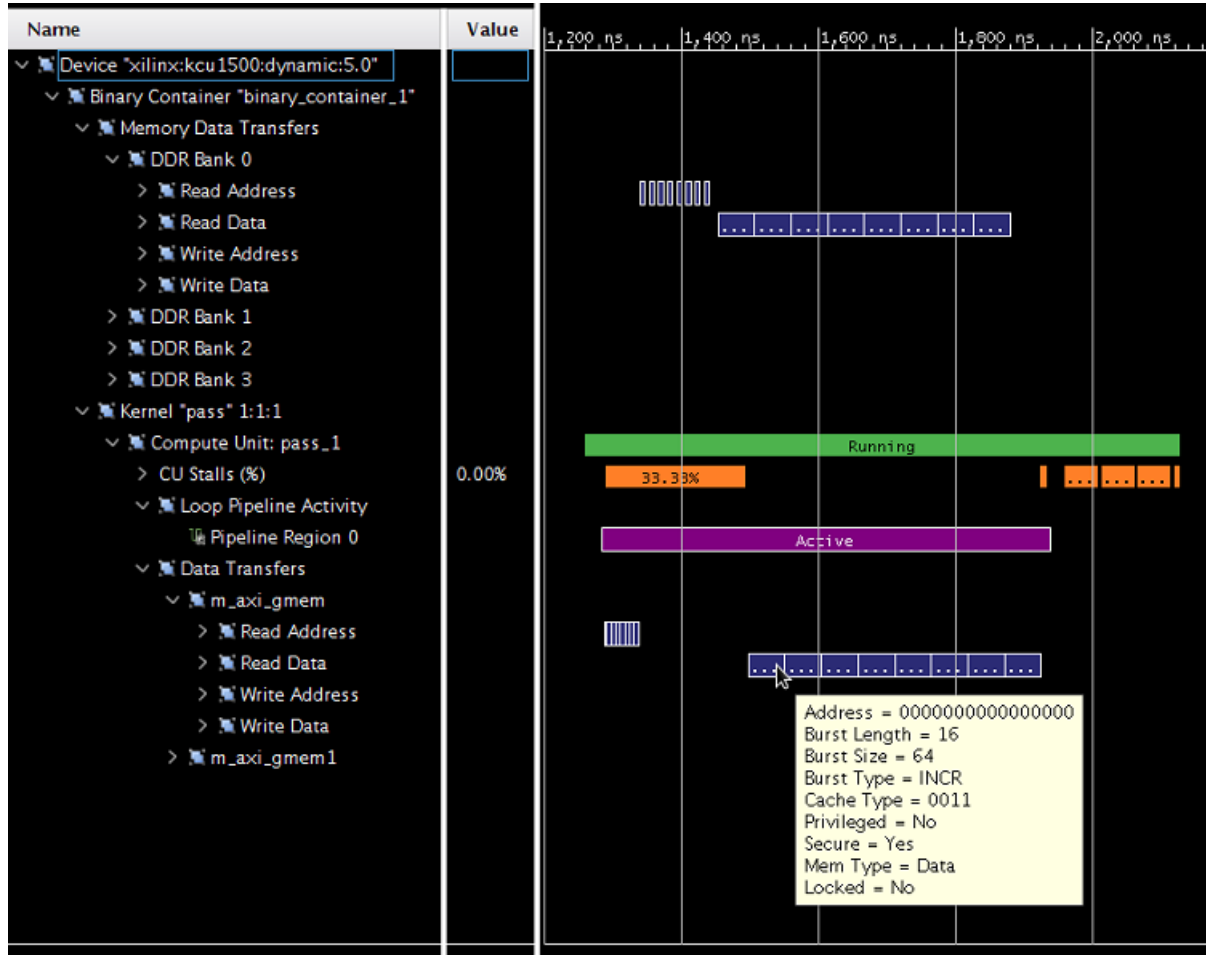 Name Value
1,200 ns 1,400 ns 1,600 ns 1,800 ns 2,000 ns
Device "xilinx:kcu1500:dynamic:5.0"
Binary Container "binary_container_1"
Memory Data Transfers
DDR Bank 0
Read Address
Read Data ... ... ... ... ... ... ... ...
Write Address
Write Data
DDR Bank 1
DDR Bank 2
DDR Bank 3
Kernel "pass" 1:1:1
Compute Unit: pass_1 Running
CU Stalls (%) 0.00% 33.33% ... ... ...
Loop Pipeline Activity
Pipeline Region 0 Active
Data Transfers
m_axi_gmem
Read Address
Read Data ... ... ... ... ... ... ... ...
Write Address
Write Data
m_axi_gmem1
Address = 0000000000000000
Burst Length = 16
Burst Size = 64
Burst Type = INCR
Cache Type = 0011
Privileged = No
Secure = Yes
Mem Type = Data
Locked = No